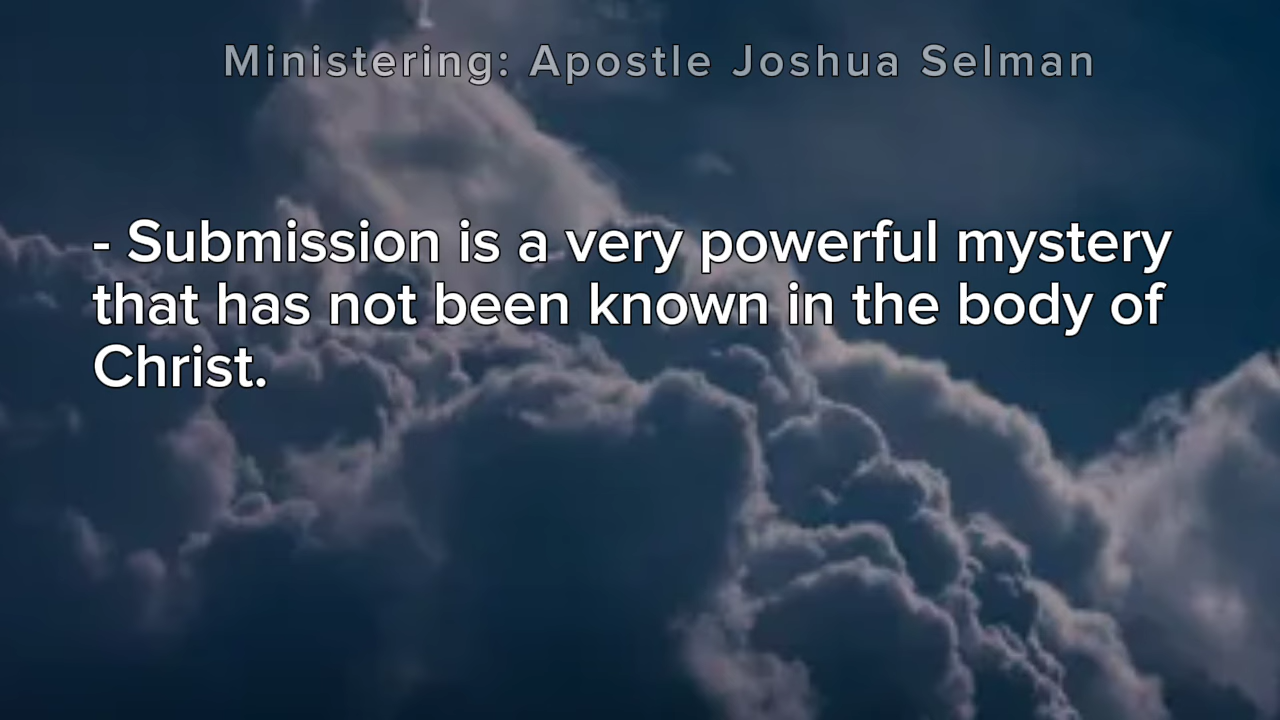 Ministering: Apostle Joshua Selman
- Submission is a very powerful mystery
that has not been known in the body of
Christ.